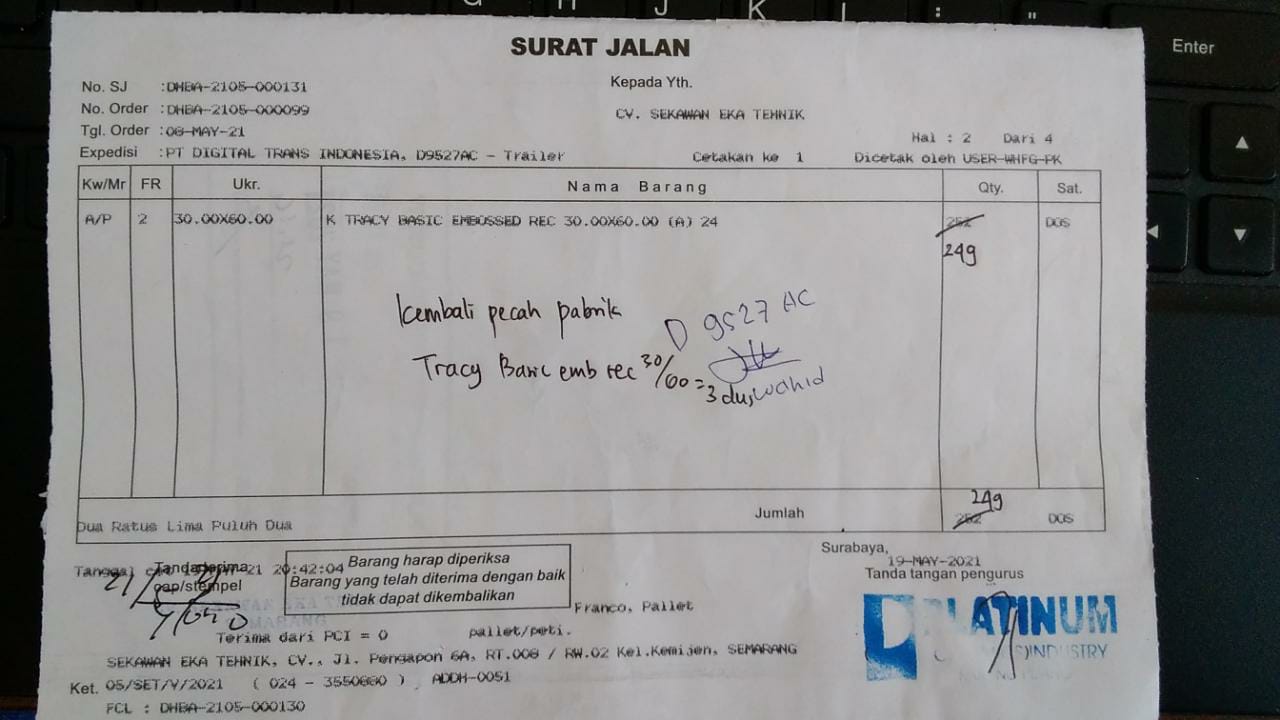 SURAT JALAN
No. SJ :DHBA-2105-000131
Kepada Yth.
No. Order :DHBA-2105-000099
CV. SEKAWAN EKA TEHNIK
Tgl. Order :08-MAY-21
Hal : 2 Dari 4
Expedisi :PT DIGITAL TRANS INDONESIA, D9527AC - Trailer Cetakan ke 1 Dicetak oleh USER-WHFG-PK
Kw/Mr FR Ukr. Nama Barang Qty. Sat.
A/P 2 30.00X60.00 K TRACY BASIC EMBOSSED REC 30.00X60.00 (A) 24 252 DOS
249
Kembali pecah pabrik
D 9527 AC
Tracy Basic emb rec 30/60 = 3 dus
wahid
249
Dua Ratus Lima Puluh Dua Jumlah 252 DOS
Surabaya,
19-MAY-2021
Tanda tangan pengurus
Tanggal 21 20:42:04
Tanda terima
cap/stempel
Barang harap diperiksa
Barang yang telah diterima dengan baik
tidak dapat dikembalikan
Franco, Pallet
PLATINUM
INDUSTRY
Terima dari PCI = 0 pallet/peti.
SEKAWAN EKA TEHNIK, CV., Jl. Pengapon 6A, RT.008 / RW.02 Kel.Kemijen, SEMARANG
Ket. 05/SET/V/2021 ( 024 - 3550880 ) ADDH-0051
FCL : DHBA-2105-000130
Enter